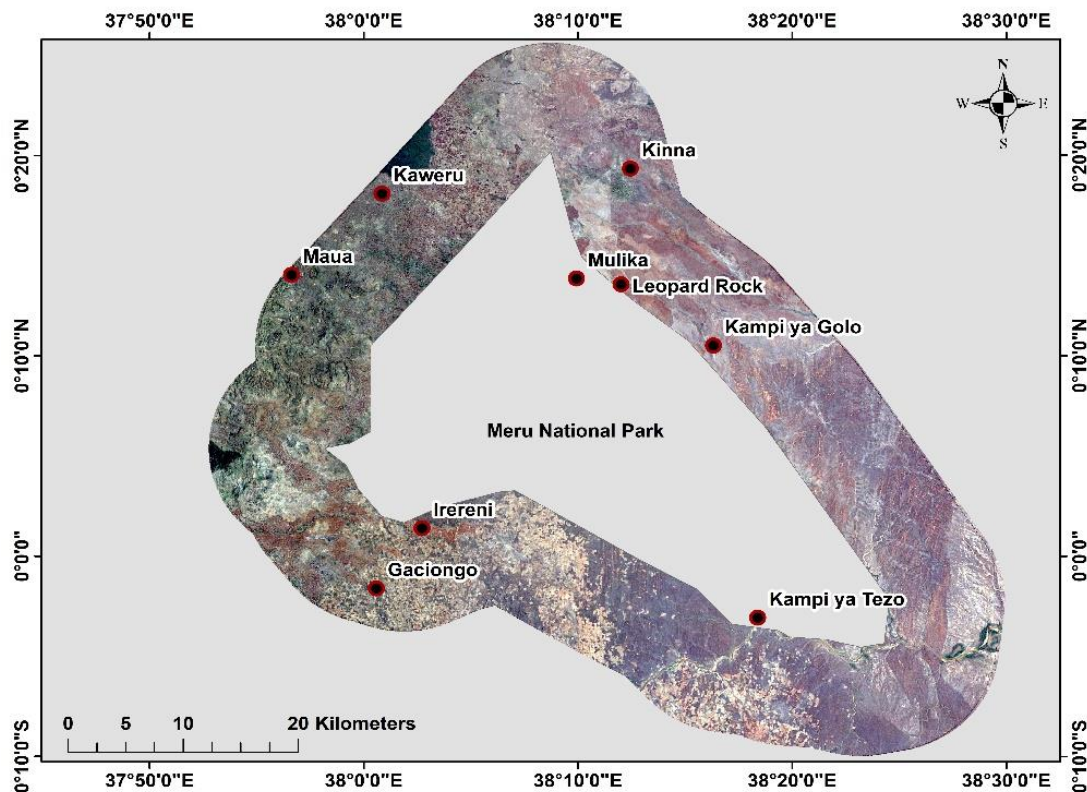 37°50'0"E 38°0'0"E 38°10'0"E 38°20'0"E 38°30'0"E
N
W E
S
0°20'0"N 0°20'0"N
Kinna
Kaweru
Maua
Mulika
Leopard Rock
Kampi ya Golo
0°10'0"N 0°10'0"N
Meru National Park
Irereni
0°0'0" 0°0'0"
Gaciongo
Kampi ya Tezo
0 5 10 20 Kilometers
0°10'0"S 0°10'0"S
37°50'0"E 38°0'0"E 38°10'0"E 38°20'0"E 38°30'0"E